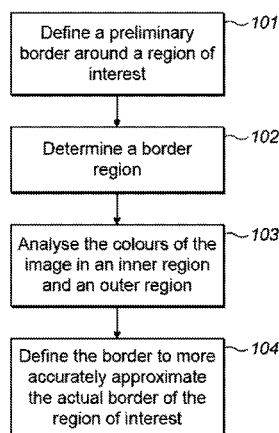 101
Define a preliminary
border around a region of
interest
102
Determine a border
region
103
Analyse the colours of the
image in an inner region
and an outer region
104
Define the border to more
accurately approximate
the actual border of the
region of interest